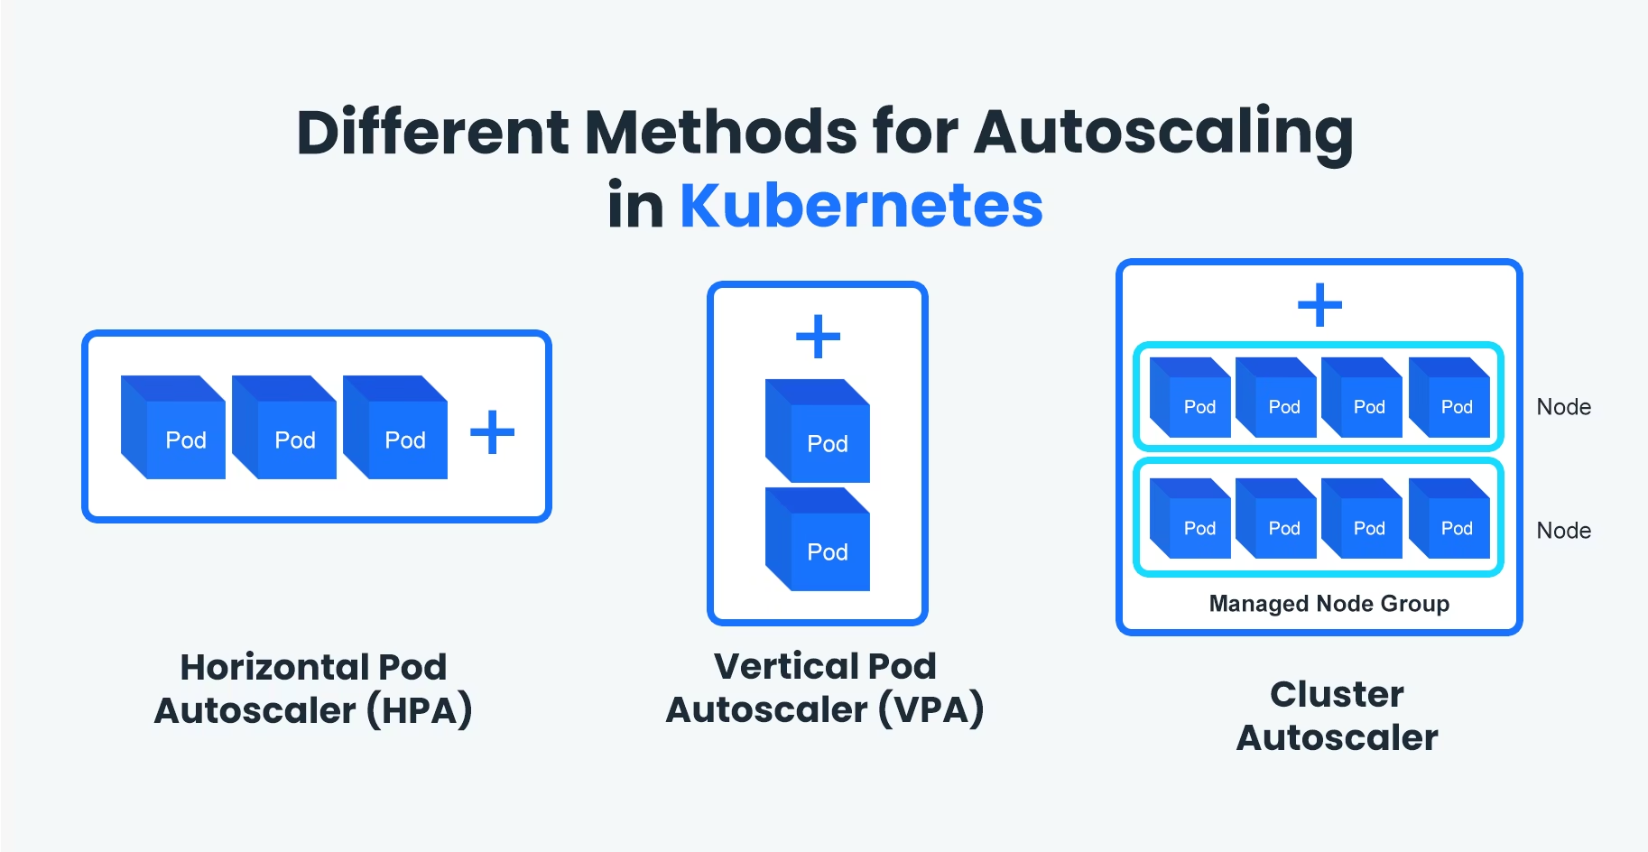 Different Methods for Autoscaling
in Kubernetes
Pod Pod Pod +
Horizontal Pod
Autoscaler (HPA)
+
Pod
Pod
Vertical Pod
Autoscaler (VPA)
+
Pod Pod Pod Pod Node
Pod Pod Pod Pod Node
Managed Node Group
Cluster
Autoscaler